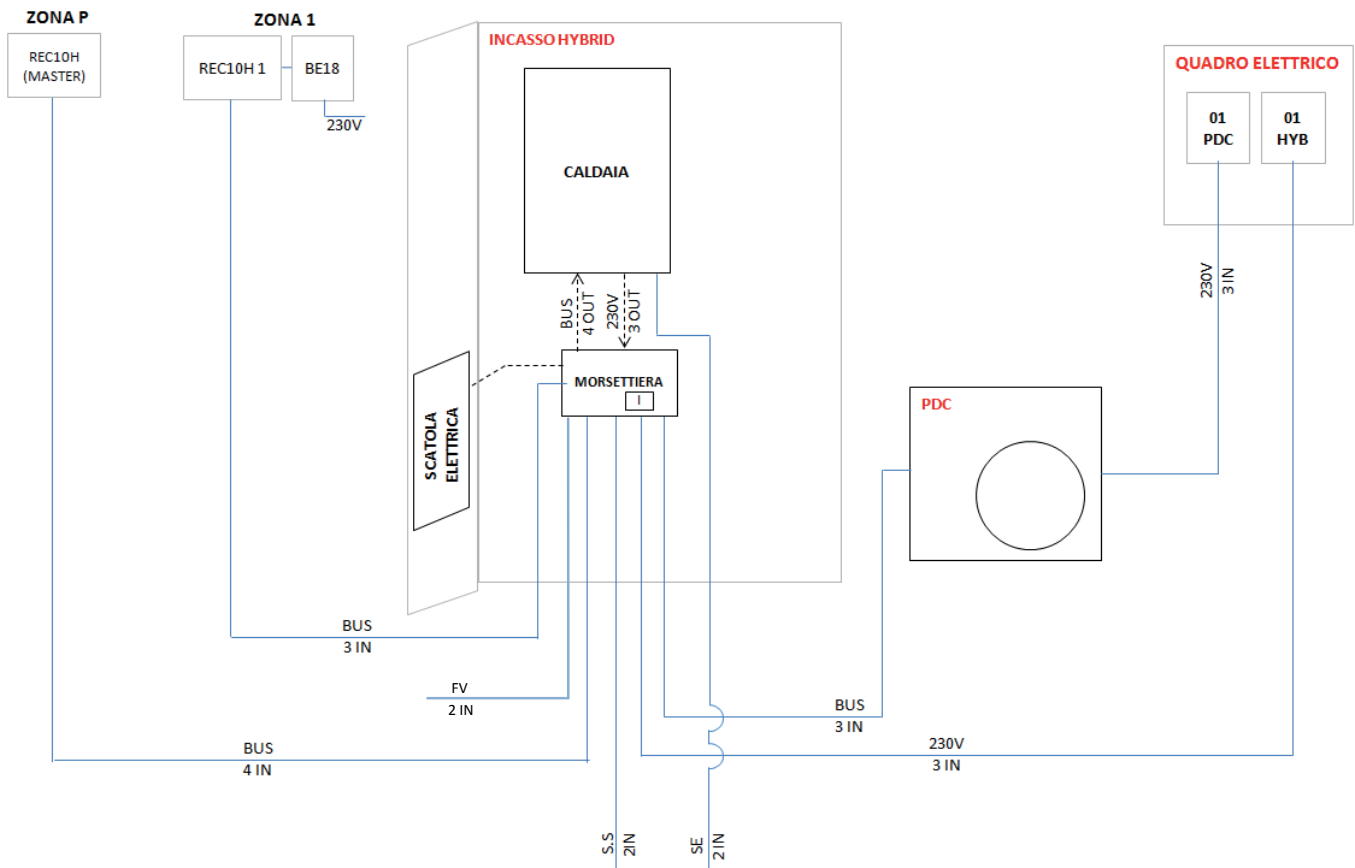 ZONA P
REC10H
(MASTER)
ZONA 1
REC10H 1
BE18
230V
INCASSO HYBRID
CALDAIA
BUS
4 OUT
230V
3 OUT
MORSETTIERA
I
SCATOLA
ELETTRICA
QUADRO ELETTRICO
01
PDC
01
HYB
230V
3 IN
PDC
BUS
3 IN
FV
2 IN
BUS
4 IN
BUS
3 IN
230V
3 IN
S.S
2IN
SE
2 IN